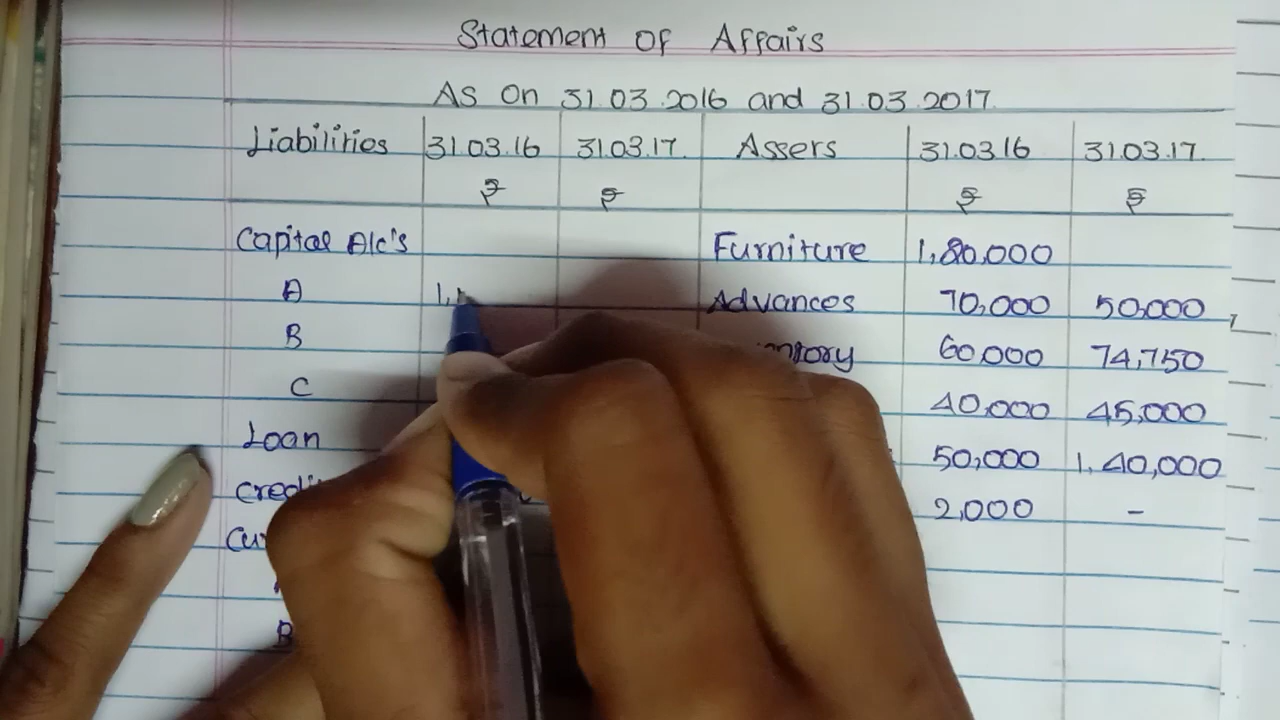 Statement of Affairs
As on 31.03.2016 and 31.03.2017
Liabilities 31.03.16 31.03.17. Assers 31.03.16 31.03.17.
₹ ₹ ₹ ₹
Capital A/c's Furniture 1,80,000
A 1, Advances 70,000 50,000
B 60,000 74,750
C 40,000 45,000
Loan 50,000 1,40,000
2,000 -
B